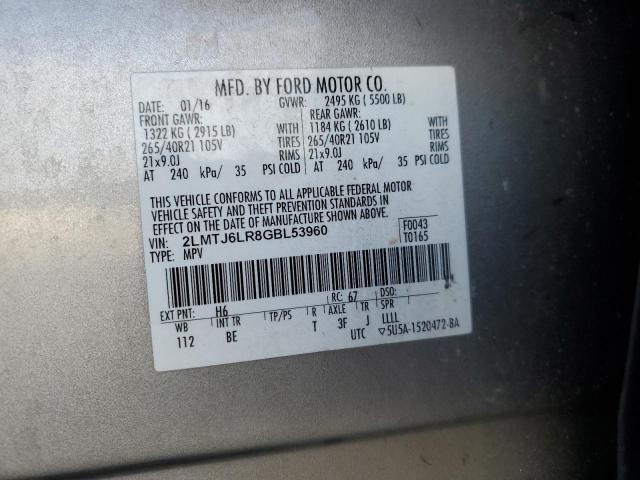 MFD. BY FORD MOTOR CO.
DATE: 01/16 GVWR: 2495 KG ( 5500 LB)
FRONT GAWR: REAR GAWR:
1322 KG ( 2915 LB) WITH 1184 KG ( 2610 LB) WITH
265/40R21 105V TIRES 265/40R21 105V TIRES
21x9.0J RIMS 21x9.0J RIMS
AT 240 kPa/ 35 PSI COLD AT 240 kPa/ 35 PSI COLD
THIS VEHICLE CONFORMS TO ALL APPLICABLE FEDERAL MOTOR
VEHICLE SAFETY AND THEFT PREVENTION STANDARDS IN
EFFECT ON THE DATE OF MANUFACTURE SHOWN ABOVE.
VIN: 2LMTJ6LR8GBL53960 F0043
TYPE: MPV T0165
EXT PNT: H6 RC: 67 DSO:
WB INT TR TP/PS R AXLE TR SPR
112 BE T 3F J LLLL
UTC ▽5U5A-1520472-BA